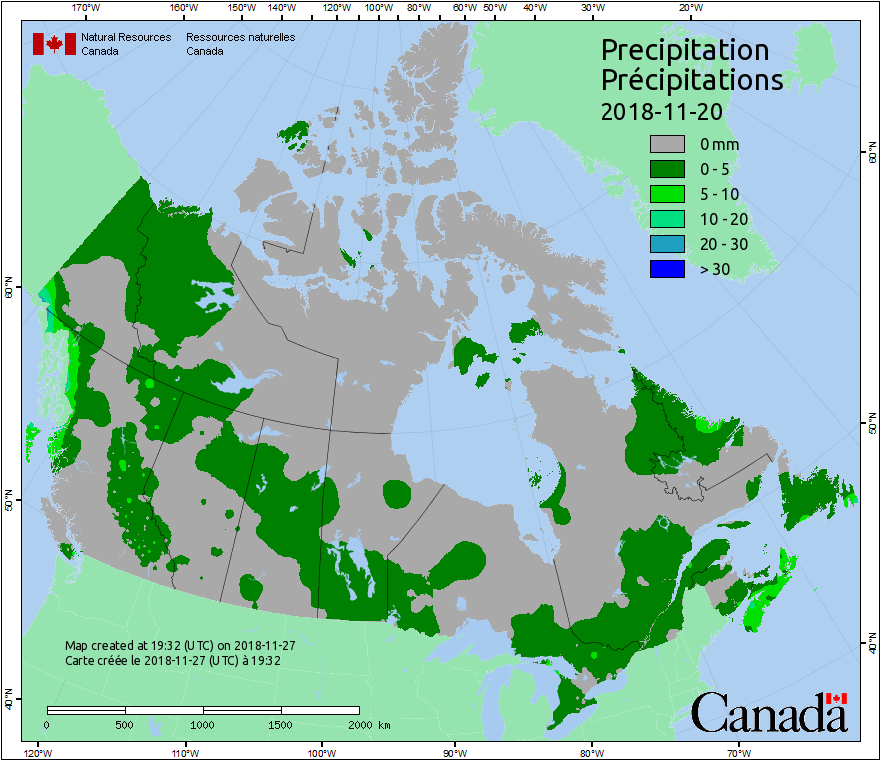 170°W 160°W 150°W 140°W 120°W 100°W 80°W 60°W 50°W 40°W 30°W 20°W
Natural Resources Ressources naturelles
Canada Canada
Precipitation
Précipitations
2018-11-20
0 mm
0 - 5
5 - 10
10 - 20
20 - 30
> 30
60°N
60°N
50°N
50°N
40°N
40°N
Map created at 19:32 (UTC) on 2018-11-27
Carte créée le 2018-11-27 (UTC) à 19:32
0 500 1000 1500 2000 km
Canada
120°W 110°W 100°W 90°W 80°W 70°W